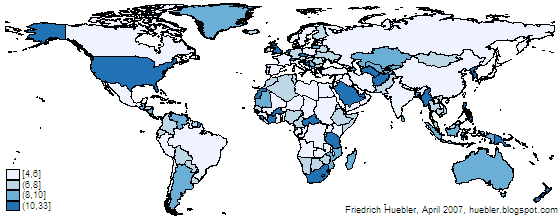 [4,6]
(6,8]
(8,10]
(10,33]
Friedrich Huebler, April 2007, huebler.blogspot.com